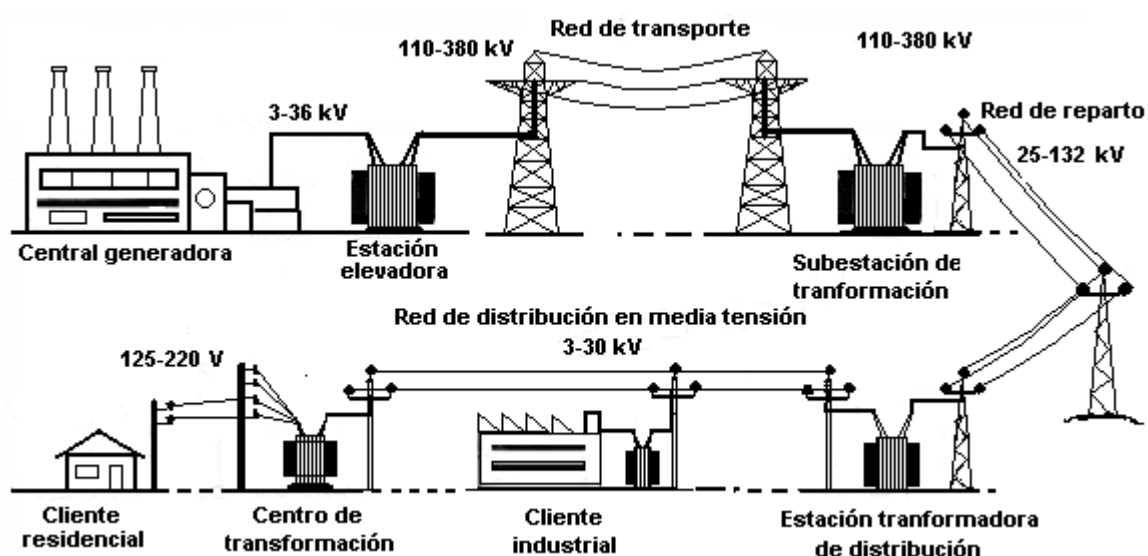 Red de transporte
110-380 kV
110-380 kV
3-36 kV
Red de reparto
25-132 kV
Central generadora
Estación
elevadora
Subestación de
tranformación
Red de distribución en media tensión
3-30 kV
125-220 V
Cliente
residencial
Centro de
transformación
Cliente
industrial
Estación tranformadora
de distribución